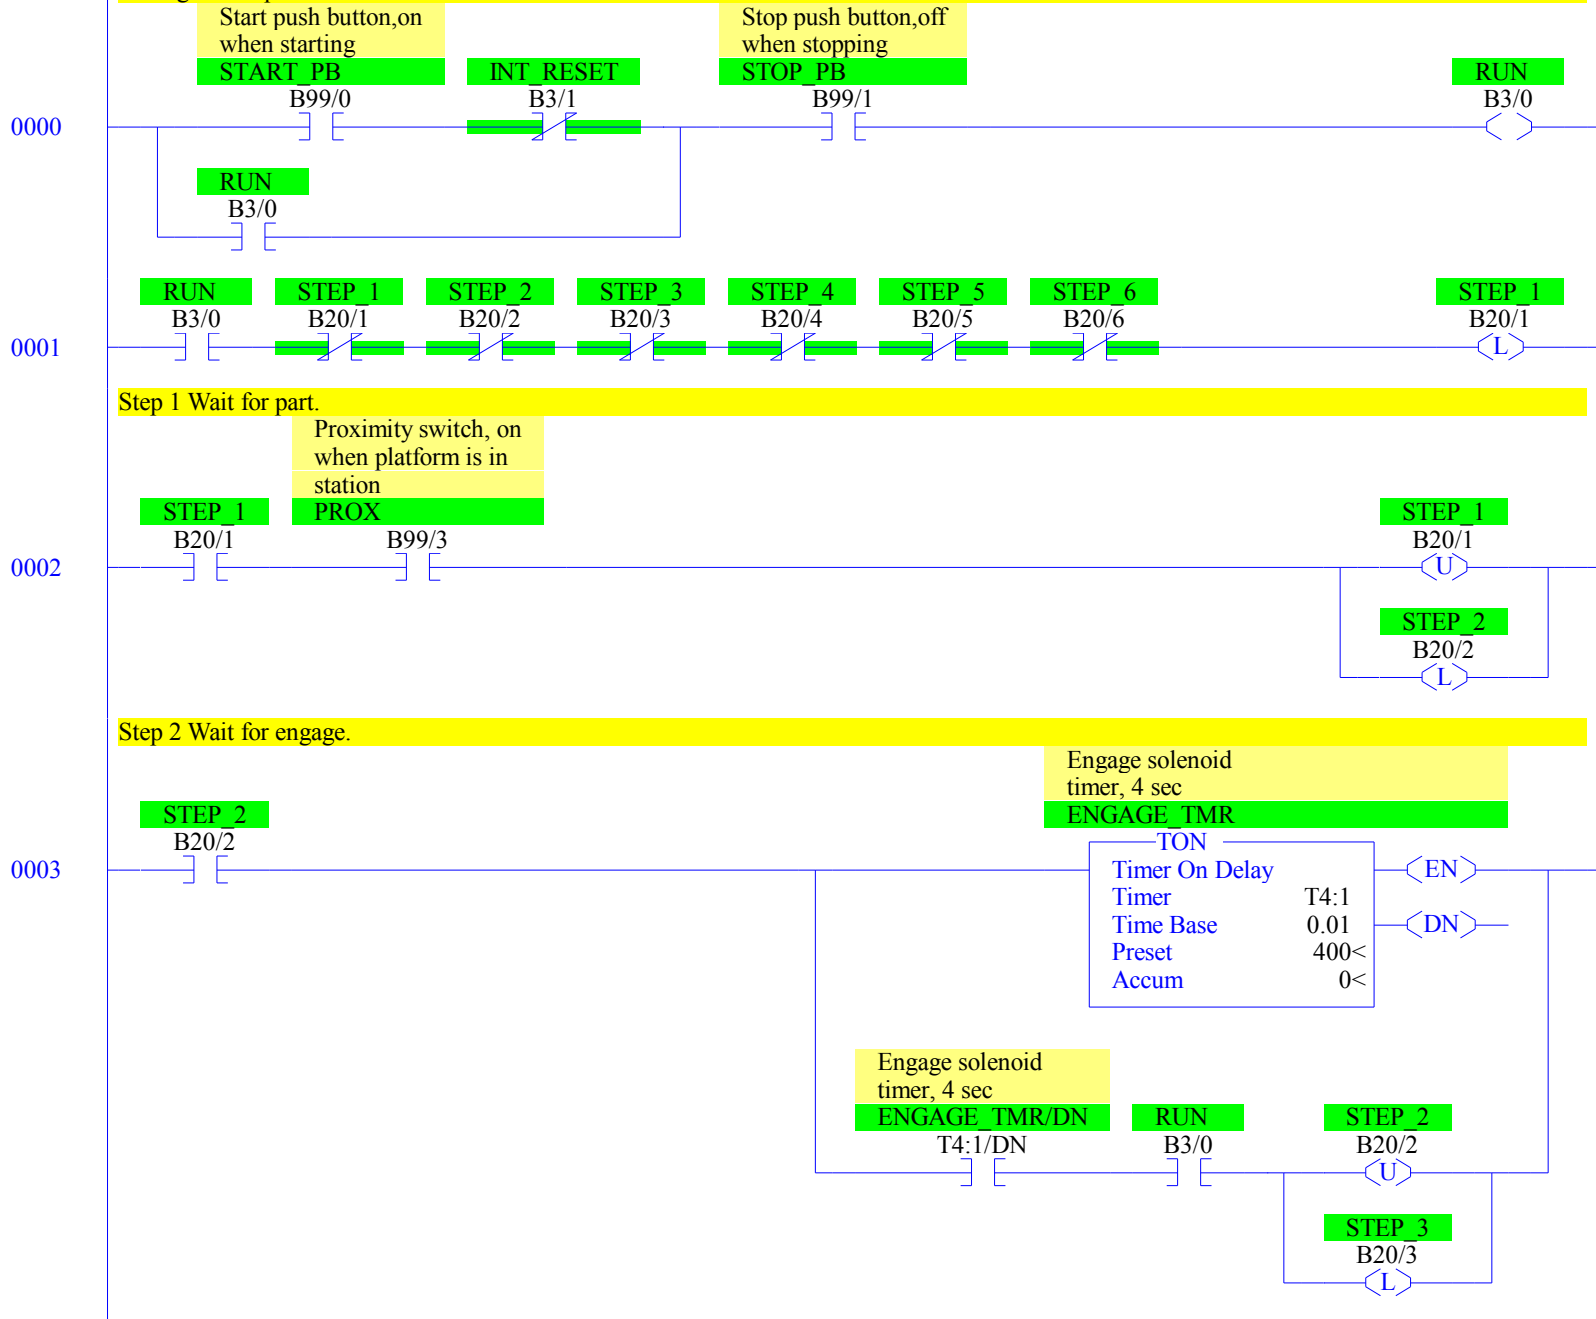 Start push button,on
when starting
Stop push button,off
when stopping
START_PB
INT_RESET
STOP_PB
RUN
B99/0
B3/1
B99/1
B3/0
0000
RUN
B3/0
RUN
STEP_1
STEP_2
STEP_3
STEP_4
STEP_5
STEP_6
STEP_1
B3/0
B20/1
B20/2
B20/3
B20/4
B20/5
B20/6
B20/1
0001
L
Step 1 Wait for part.
Proximity switch, on
when platform is in
station
STEP_1
PROX
STEP_1
B20/1
B99/3
B20/1
0002
U
STEP_2
B20/2
L
Step 2 Wait for engage.
Engage solenoid
timer, 4 sec
STEP_2
ENGAGE_TMR
B20/2
TON
0003
Timer On Delay
EN
Timer T4:1
Time Base 0.01
DN
Preset 400<
Accum 0<
Engage solenoid
timer, 4 sec
ENGAGE_TMR/DN
RUN
STEP_2
T4:1/DN
B3/0
B20/2
U
STEP_3
B20/3
L